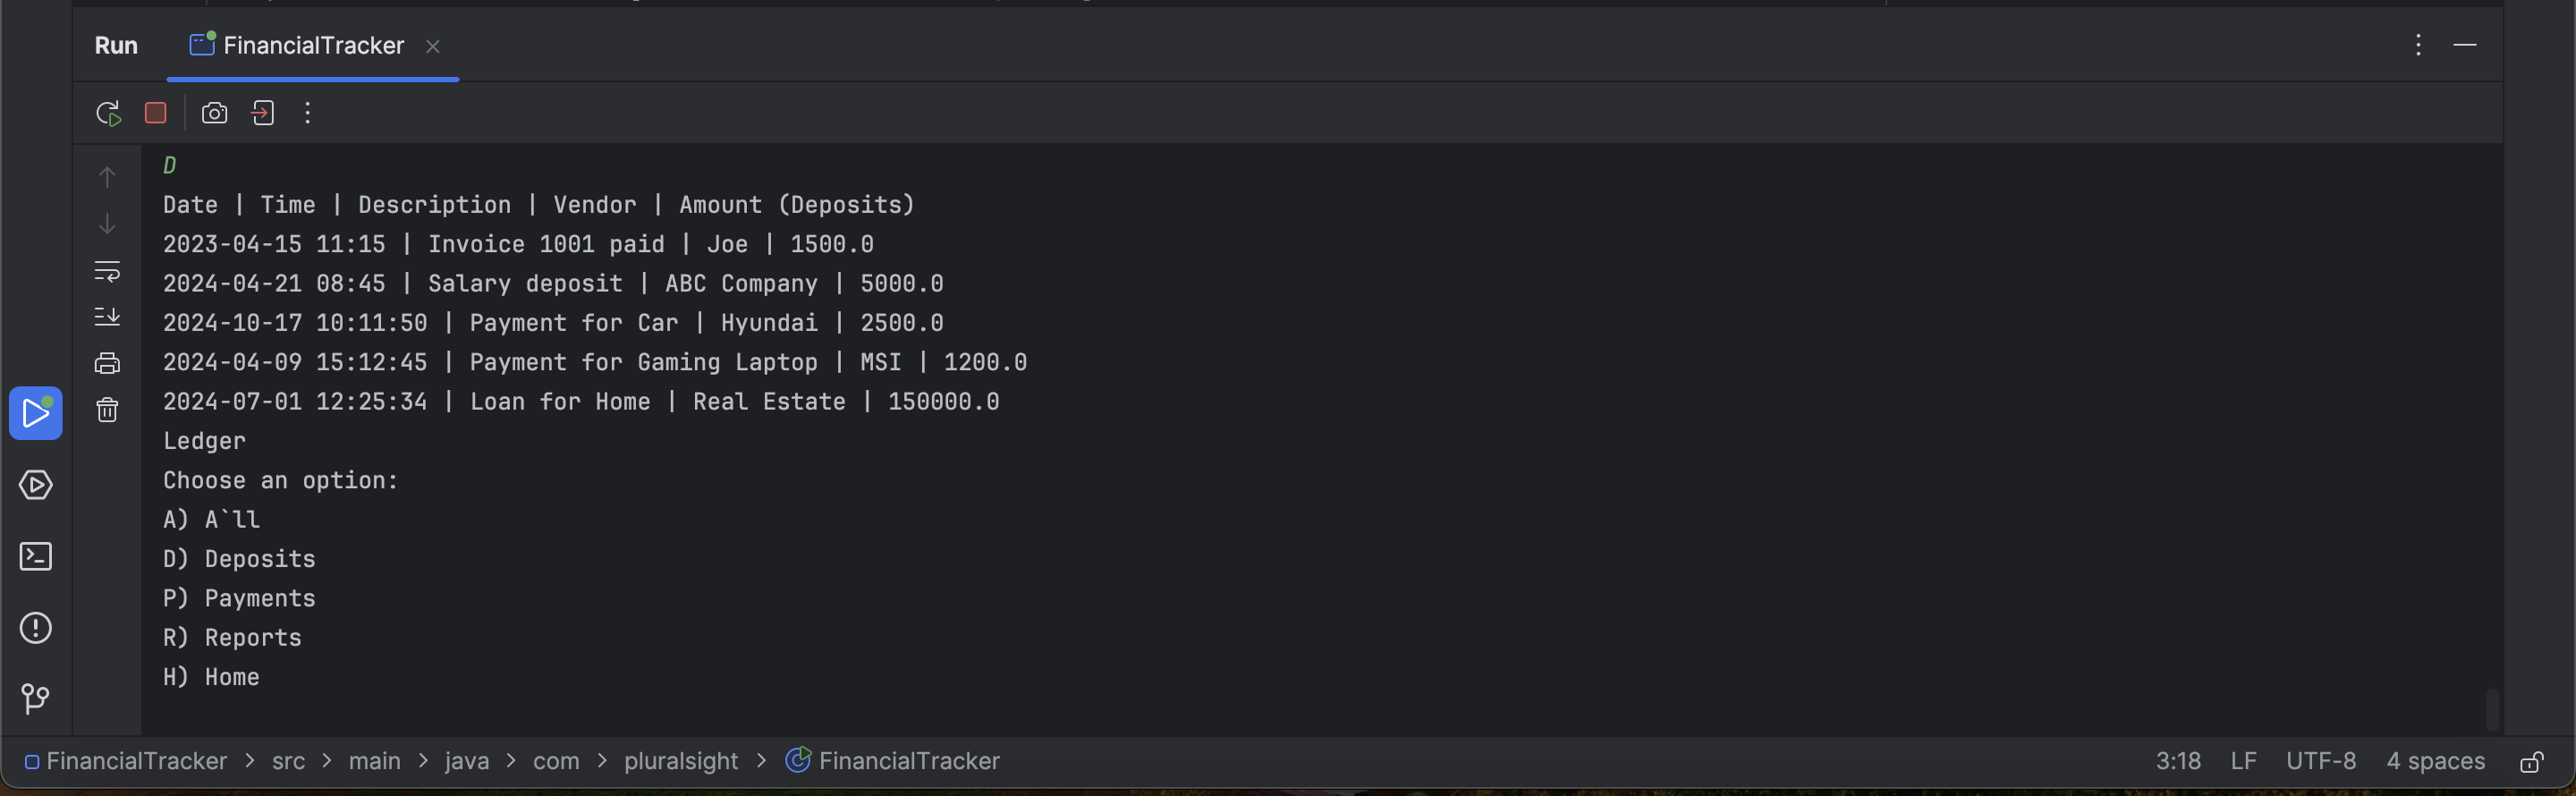 Run FinancialTracker
D
Date | Time | Description | Vendor | Amount (Deposits)
2023-04-15 11:15 | Invoice 1001 paid | Joe | 1500.0
2024-04-21 08:45 | Salary deposit | ABC Company | 5000.0
2024-10-17 10:11:50 | Payment for Car | Hyundai | 2500.0
2024-04-09 15:12:45 | Payment for Gaming Laptop | MSI | 1200.0
2024-07-01 12:25:34 | Loan for Home | Real Estate | 150000.0
Ledger
Choose an option:
A) A`ll
D) Deposits
P) Payments
R) Reports
H) Home
FinancialTracker > src > main > java > com > pluralsight > FinancialTracker 3:18 LF UTF-8 4 spaces